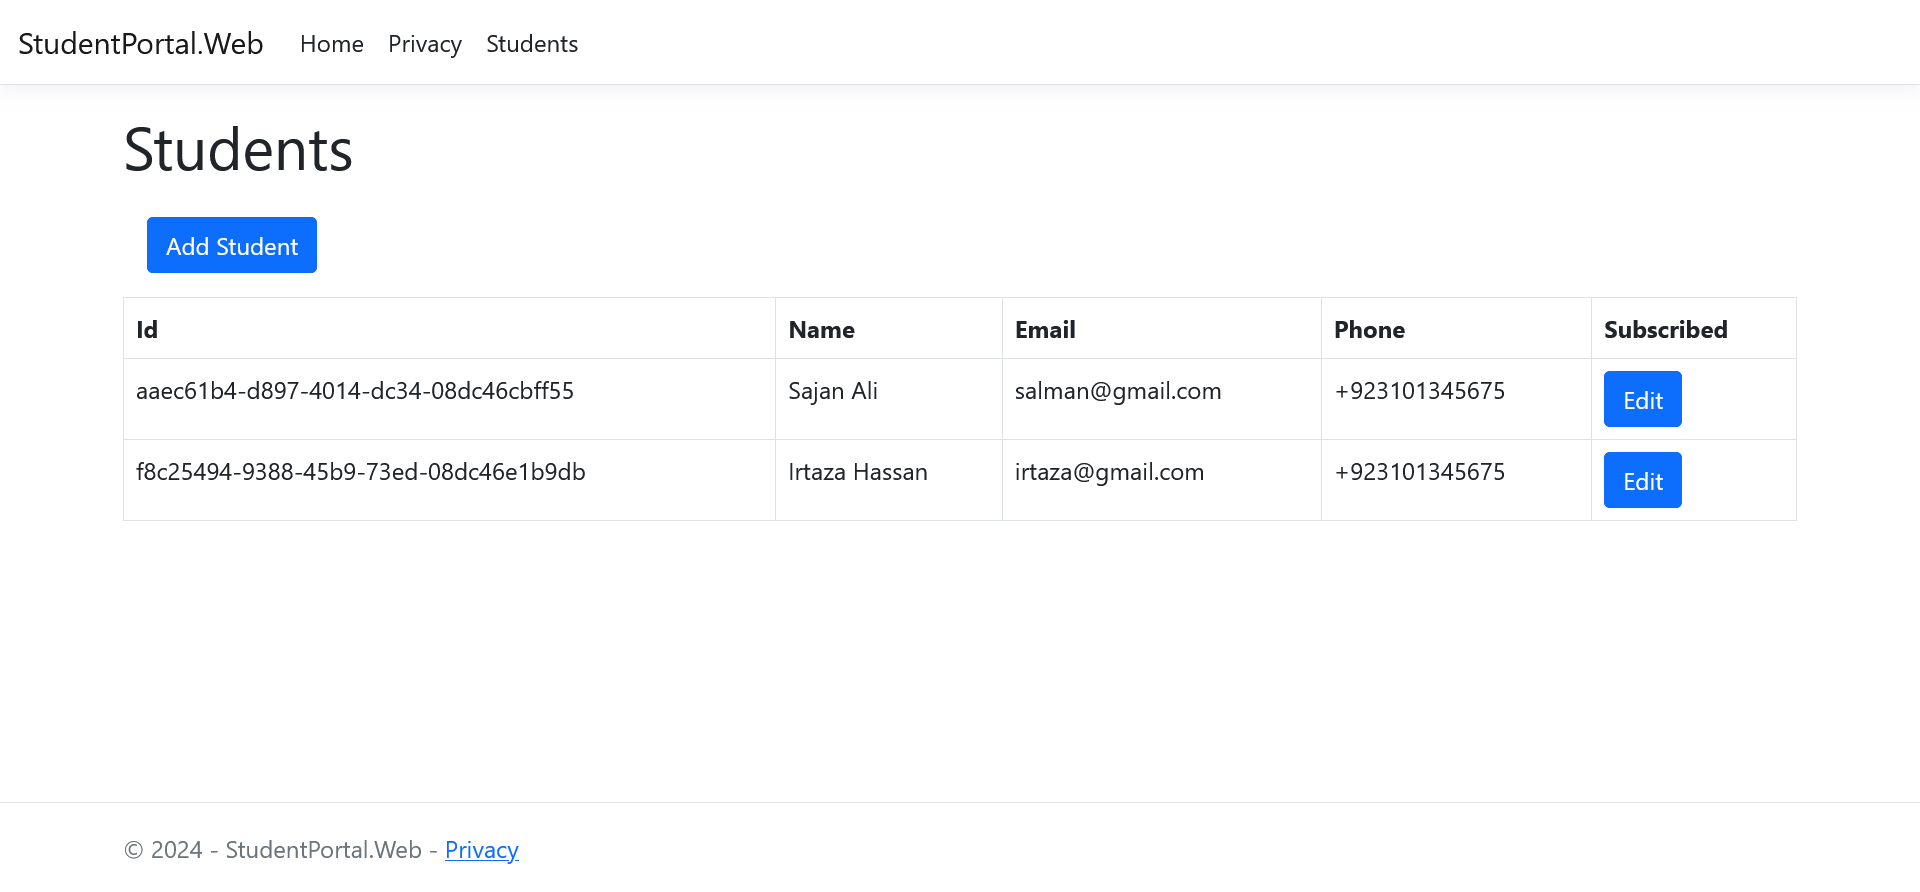 StudentPortal.Web Home Privacy Students
Students
Add Student
Id Name Email Phone Subscribed
aaec61b4-d897-4014-dc34-08dc46cbff55 Sajan Ali salman@gmail.com +923101345675 Edit
f8c25494-9388-45b9-73ed-08dc46e1b9db Irtaza Hassan irtaza@gmail.com +923101345675 Edit
© 2024 - StudentPortal.Web - Privacy